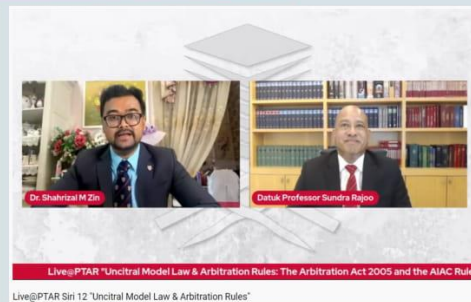 Dr. Shahrizal M Zin
Datuk Professor Sundra Rajoo
Live@PTAR "Uncitral Model Law & Arbitration Rules: The Arbitration Act 2005 and the AIAC Rule
Live@PTAR Siri 12 "Uncitral Model Law & Arbitration Rules"